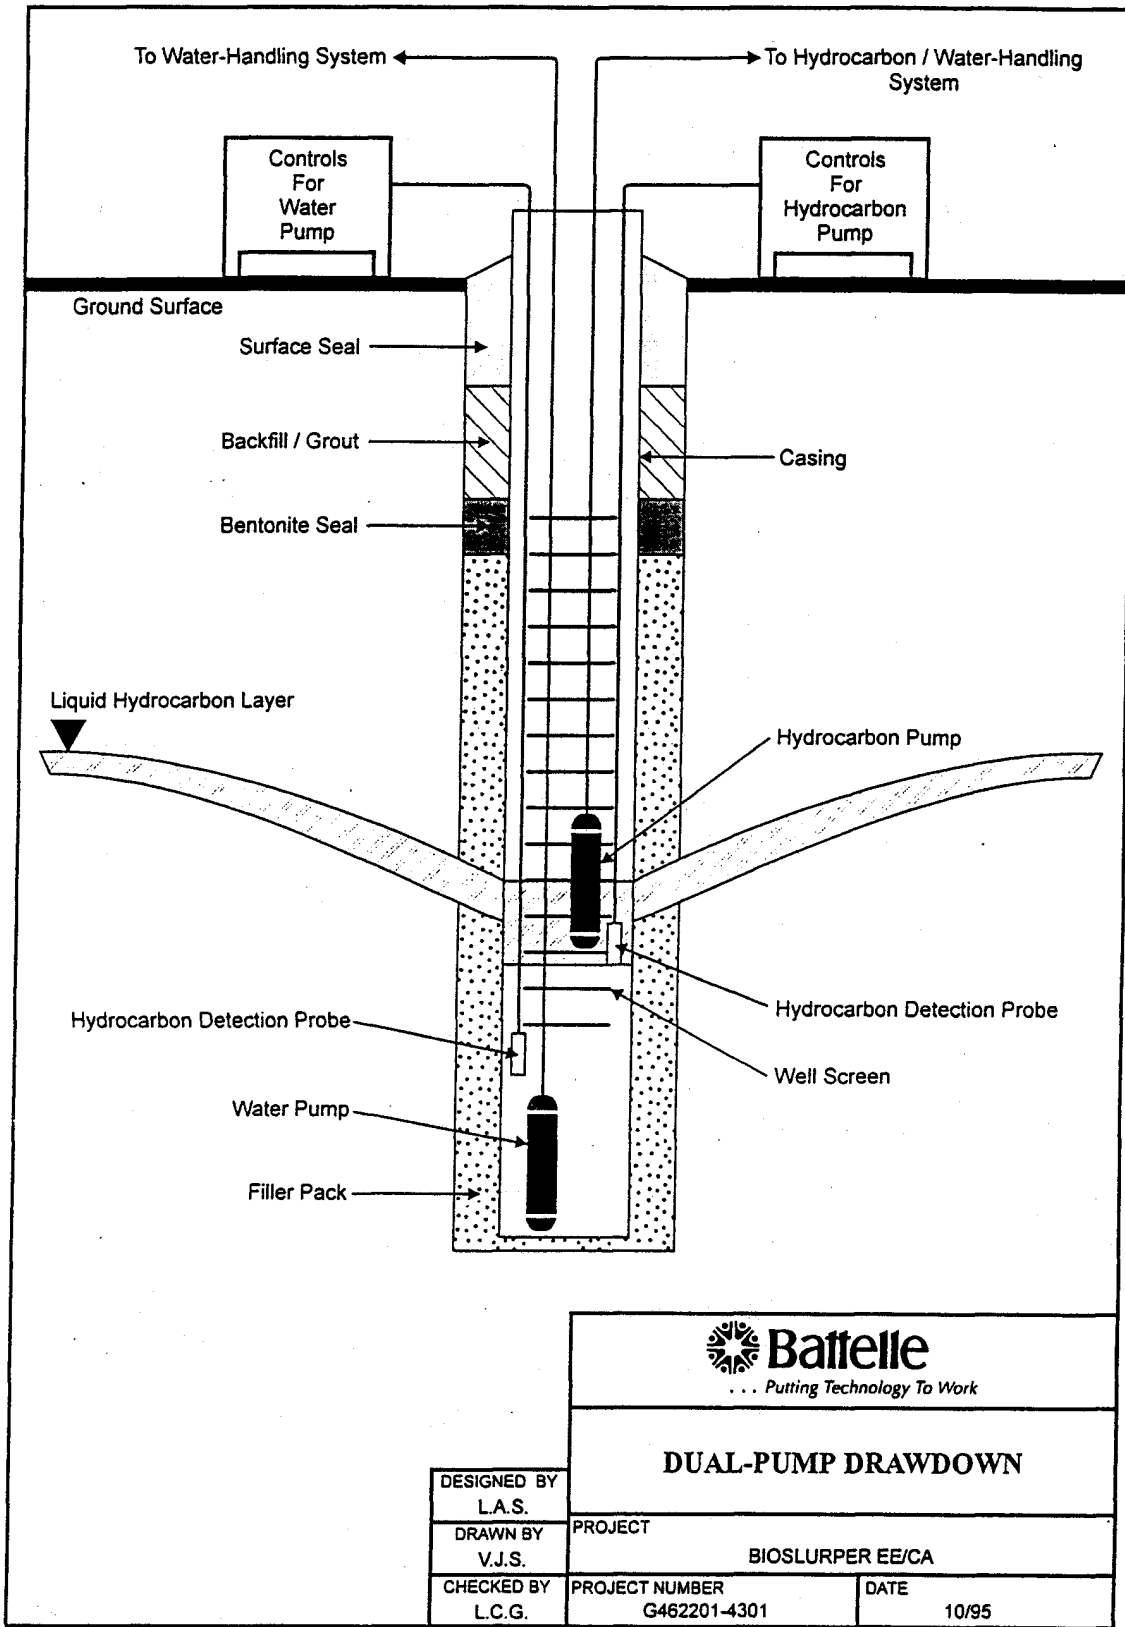 To Water-Handling System
To Hydrocarbon / Water-Handling
System
Controls
For
Water
Pump
Controls
For
Hydrocarbon
Pump
Ground Surface
Surface Seal
Backfill / Grout
Casing
Bentonite Seal
Liquid Hydrocarbon Layer
Hydrocarbon Pump
Hydrocarbon Detection Probe
Hydrocarbon Detection Probe
Well Screen
Water Pump
Filler Pack
Battelle
. . . Putting Technology To Work
DUAL-PUMP DRAWDOWN
DESIGNED BY
L.A.S.
DRAWN BY
V.J.S.
PROJECT
BIOSLURPER EE/CA
CHECKED BY
L.C.G.
PROJECT NUMBER
G462201-4301
DATE
10/95